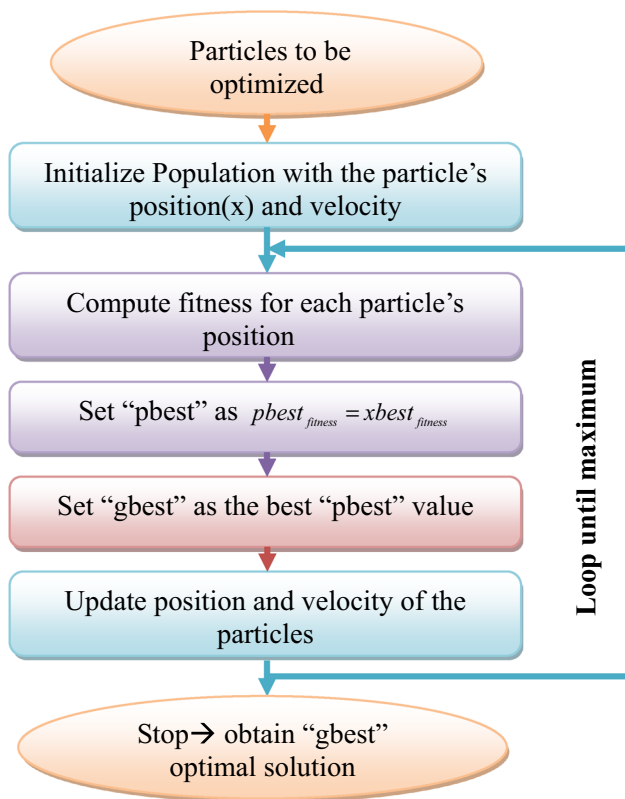 Particles to be
optimized
Initialize Population with the particle’s
position(x) and velocity
Compute fitness for each particle’s
position
Set “pbest” as pbest_fitness = xbest_fitness
Set “gbest” as the best “pbest” value
Update position and velocity of the
particles
Stop→ obtain “gbest”
optimal solution
Loop until maximum